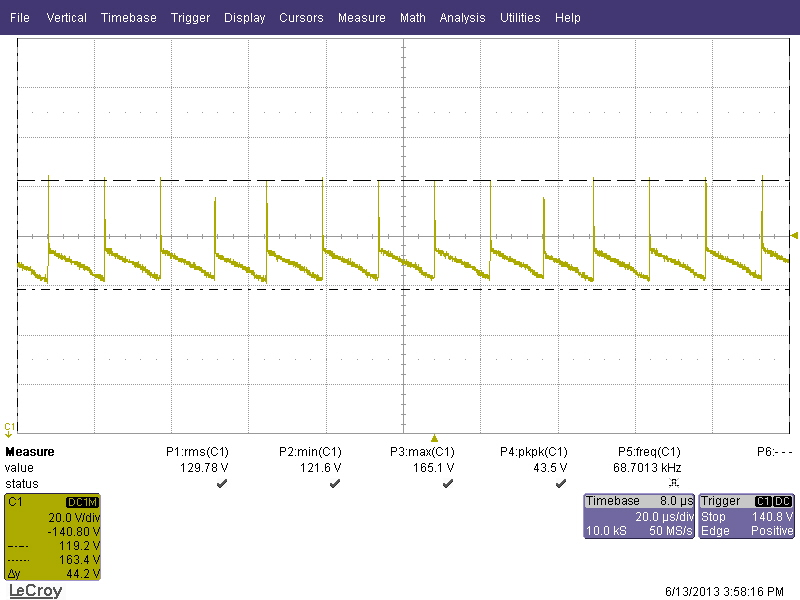 File Vertical Timebase Trigger Display Cursors Measure Math Analysis Utilities Help
C1
Measure P1:rms(C1) P2:min(C1) P3:max(C1) P4:pkpk(C1) P5:freq(C1) P6:- - -
value 129.78 V 121.6 V 165.1 V 43.5 V 68.7013 kHz
status
C1 DC1M
20.0 V/div
-140.80 V
119.2 V
163.4 V
Δy 44.2 V
Timebase 8.0 µs
20.0 µs/div
10.0 kS 50 MS/s
Trigger C1 DC
Stop 140.8 V
Edge Positive
LeCroy
6/13/2013 3:58:16 PM